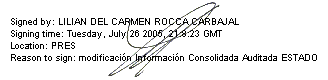 Signed by: LILIAN DEL CARMEN ROCCA CARBAJAL
Signing time: Tuesday, July 26 2005, 21:8:23 GMT
Location: PRES
Reason to sign: modificación Información Consolidada Auditada ESTADO